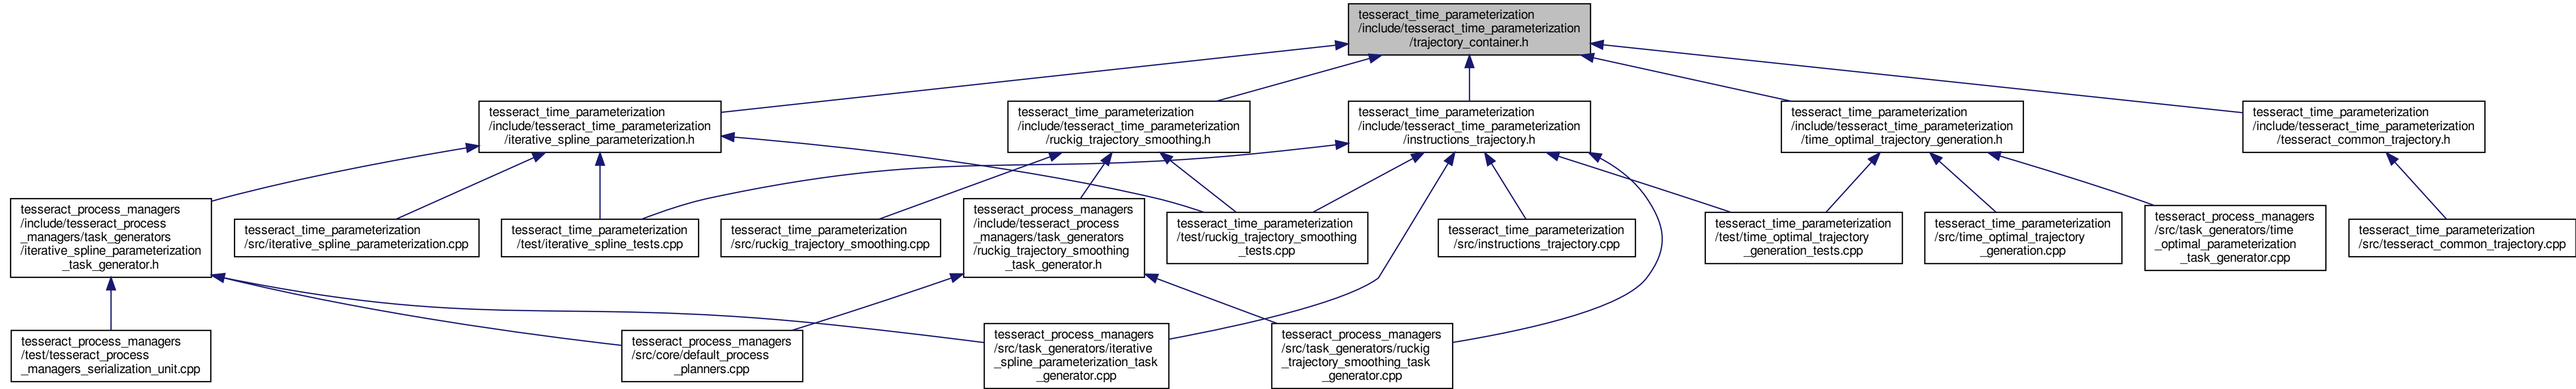 tesseract_time_parameterization
/include/tesseract_time_parameterization
/trajectory_container.h
tesseract_time_parameterization
/include/tesseract_time_parameterization
/iterative_spline_parameterization.h
tesseract_time_parameterization
/include/tesseract_time_parameterization
/ruckig_trajectory_smoothing.h
tesseract_time_parameterization
/include/tesseract_time_parameterization
/instructions_trajectory.h
tesseract_time_parameterization
/include/tesseract_time_parameterization
/time_optimal_trajectory_generation.h
tesseract_time_parameterization
/include/tesseract_time_parameterization
/tesseract_common_trajectory.h
tesseract_process_managers
/include/tesseract_process
_managers/task_generators
/iterative_spline_parameterization
_task_generator.h
tesseract_time_parameterization
/src/iterative_spline_parameterization.cpp
tesseract_time_parameterization
/test/iterative_spline_tests.cpp
tesseract_time_parameterization
/src/ruckig_trajectory_smoothing.cpp
tesseract_process_managers
/include/tesseract_process
_managers/task_generators
/ruckig_trajectory_smoothing
_task_generator.h
tesseract_time_parameterization
/test/ruckig_trajectory_smoothing
_tests.cpp
tesseract_time_parameterization
/src/instructions_trajectory.cpp
tesseract_time_parameterization
/test/time_optimal_trajectory
_generation_tests.cpp
tesseract_time_parameterization
/src/time_optimal_trajectory
_generation.cpp
tesseract_process_managers
/src/task_generators/time
_optimal_parameterization
_task_generator.cpp
tesseract_time_parameterization
/src/tesseract_common_trajectory.cpp
tesseract_process_managers
/test/tesseract_process
_managers_serialization_unit.cpp
tesseract_process_managers
/src/core/default_process
_planners.cpp
tesseract_process_managers
/src/task_generators/iterative
_spline_parameterization_task
_generator.cpp
tesseract_process_managers
/src/task_generators/ruckig
_trajectory_smoothing_task
_generator.cpp